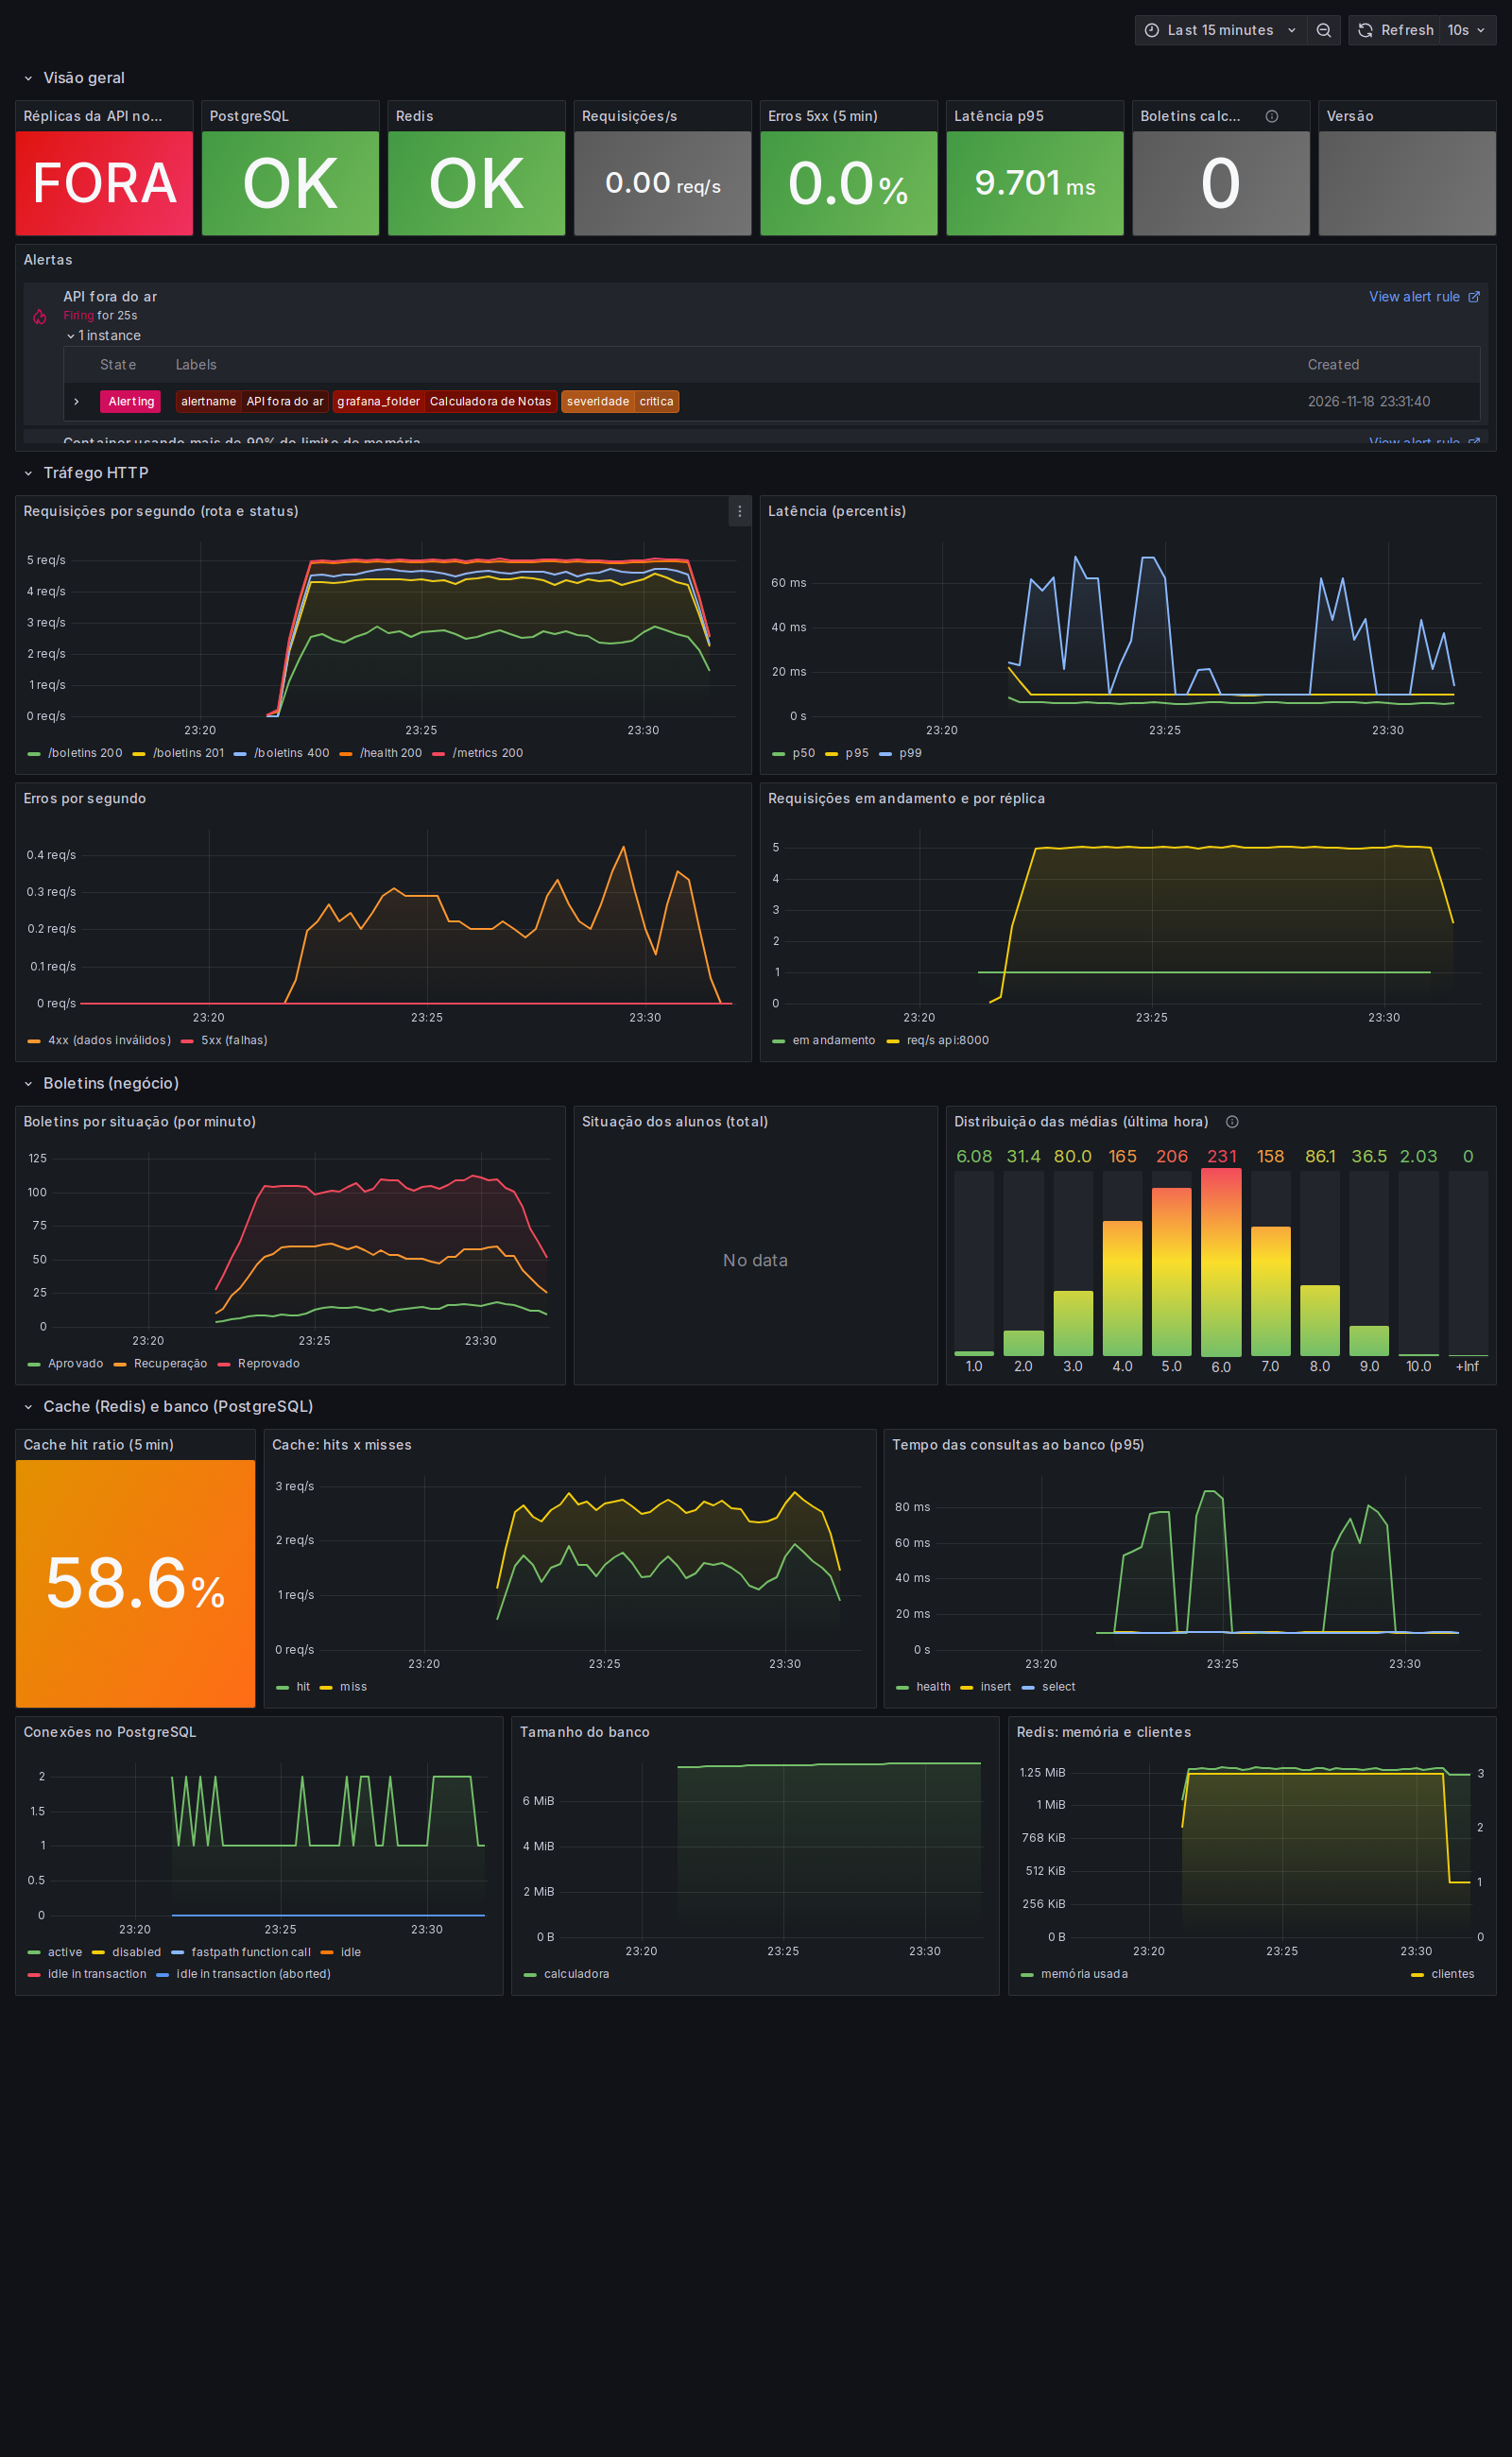 Last 15 minutes
Refresh 10s
Visão geral
Réplicas da API no...
PostgreSQL
Redis
Requisições/s
Erros 5xx (5 min)
Latência p95
Boletins calc...
Versão
FORA
OK
OK
0.00 req/s
0.0%
9.701 ms
0
Alertas
API fora do ar
View alert rule
Firing for 25s
1 instance
State Labels Created
Alerting alertname API fora do ar grafana_folder Calculadora de Notas severidade critica 2026-11-18 23:31:40
Container usando mais de 90% do limite de memória
View alert rule
Tráfego HTTP
Requisições por segundo (rota e status)
5 req/s
4 req/s
3 req/s
2 req/s
1 req/s
0 req/s
23:20 23:25 23:30
/boletins 200 /boletins 201 /boletins 400 /health 200 /metrics 200
Latência (percentis)
60 ms
40 ms
20 ms
0 s
23:20 23:25 23:30
p50 p95 p99
Erros por segundo
0.4 req/s
0.3 req/s
0.2 req/s
0.1 req/s
0 req/s
23:20 23:25 23:30
4xx (dados inválidos) 5xx (falhas)
Requisições em andamento e por réplica
5
4
3
2
1
0
23:20 23:25 23:30
em andamento req/s api:8000
Boletins (negócio)
Boletins por situação (por minuto)
125
100
75
50
25
0
23:20 23:25 23:30
Aprovado Recuperação Reprovado
Situação dos alunos (total)
No data
Distribuição das médias (última hora)
6.08 31.4 80.0 165 206 231 158 86.1 36.5 2.03 0
1.0 2.0 3.0 4.0 5.0 6.0 7.0 8.0 9.0 10.0 +Inf
Cache (Redis) e banco (PostgreSQL)
Cache hit ratio (5 min)
58.6%
Cache: hits x misses
3 req/s
2 req/s
1 req/s
0 req/s
23:20 23:25 23:30
hit miss
Tempo das consultas ao banco (p95)
80 ms
60 ms
40 ms
20 ms
0 s
23:20 23:25 23:30
health insert select
Conexões no PostgreSQL
2
1.5
1
0.5
0
23:20 23:25 23:30
active disabled fastpath function call idle
idle in transaction idle in transaction (aborted)
Tamanho do banco
6 MiB
4 MiB
2 MiB
0 B
23:20 23:25 23:30
calculadora
Redis: memória e clientes
1.25 MiB
1 MiB
768 KiB
512 KiB
256 KiB
0 B
3
2
1
0
23:20 23:25 23:30
memória usada clientes